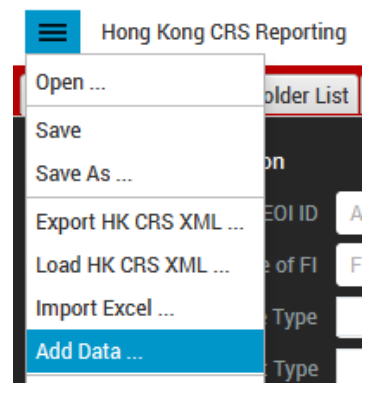 Hong Kong CRS Reporting
Open ...
older List
Save
on
Save As ...
EOI ID
A
Export HK CRS XML ...
Load HK CRS XML ...
e of FI
F
Import Excel ...
Type
Add Data ...
Type